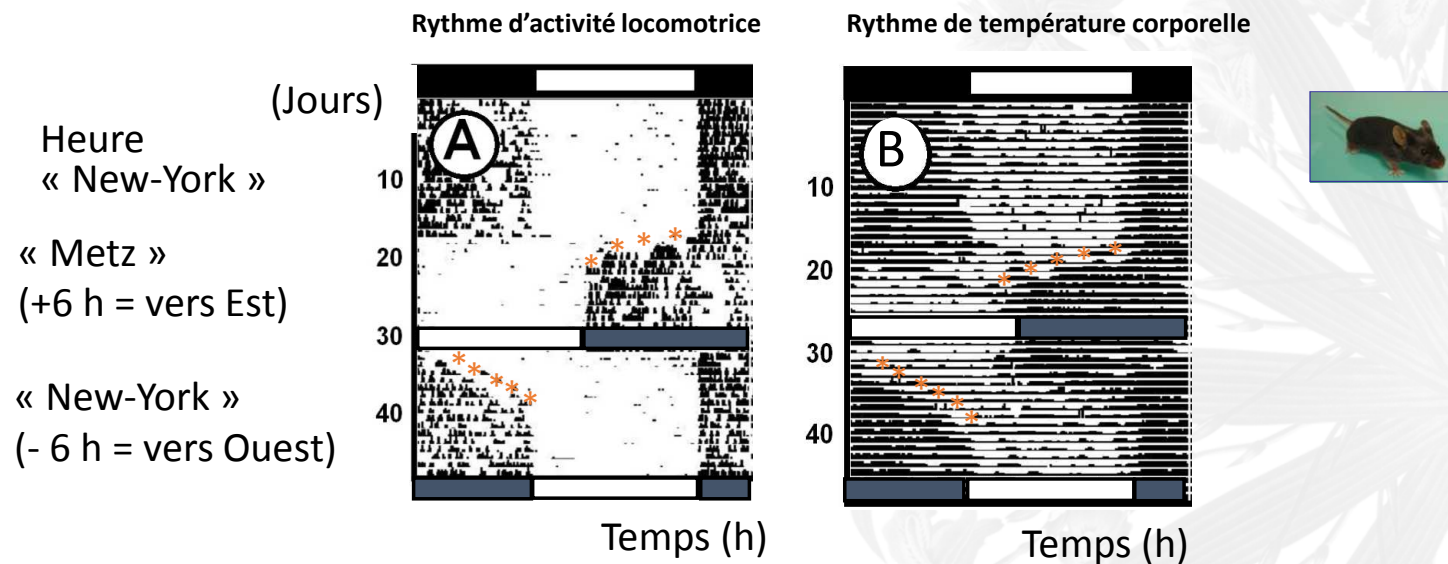 Rythme d’activité locomotrice
Rythme de température corporelle
(Jours)
Heure
« New-York »
« Metz »
(+6 h = vers Est)
« New-York »
(- 6 h = vers Ouest)
A
10
20
30
40
Temps (h)
B
10
20
30
40
Temps (h)